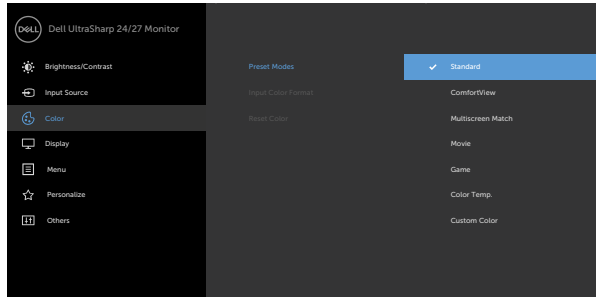 DELL
Dell UltraSharp 24/27 Monitor
Brightness/Contrast
Input Source
Color
Display
Menu
Personalize
Others
Preset Modes
Input Color Format
Reset Color
Standard
ComfortView
Multiscreen Match
Movie
Game
Color Temp.
Custom Color